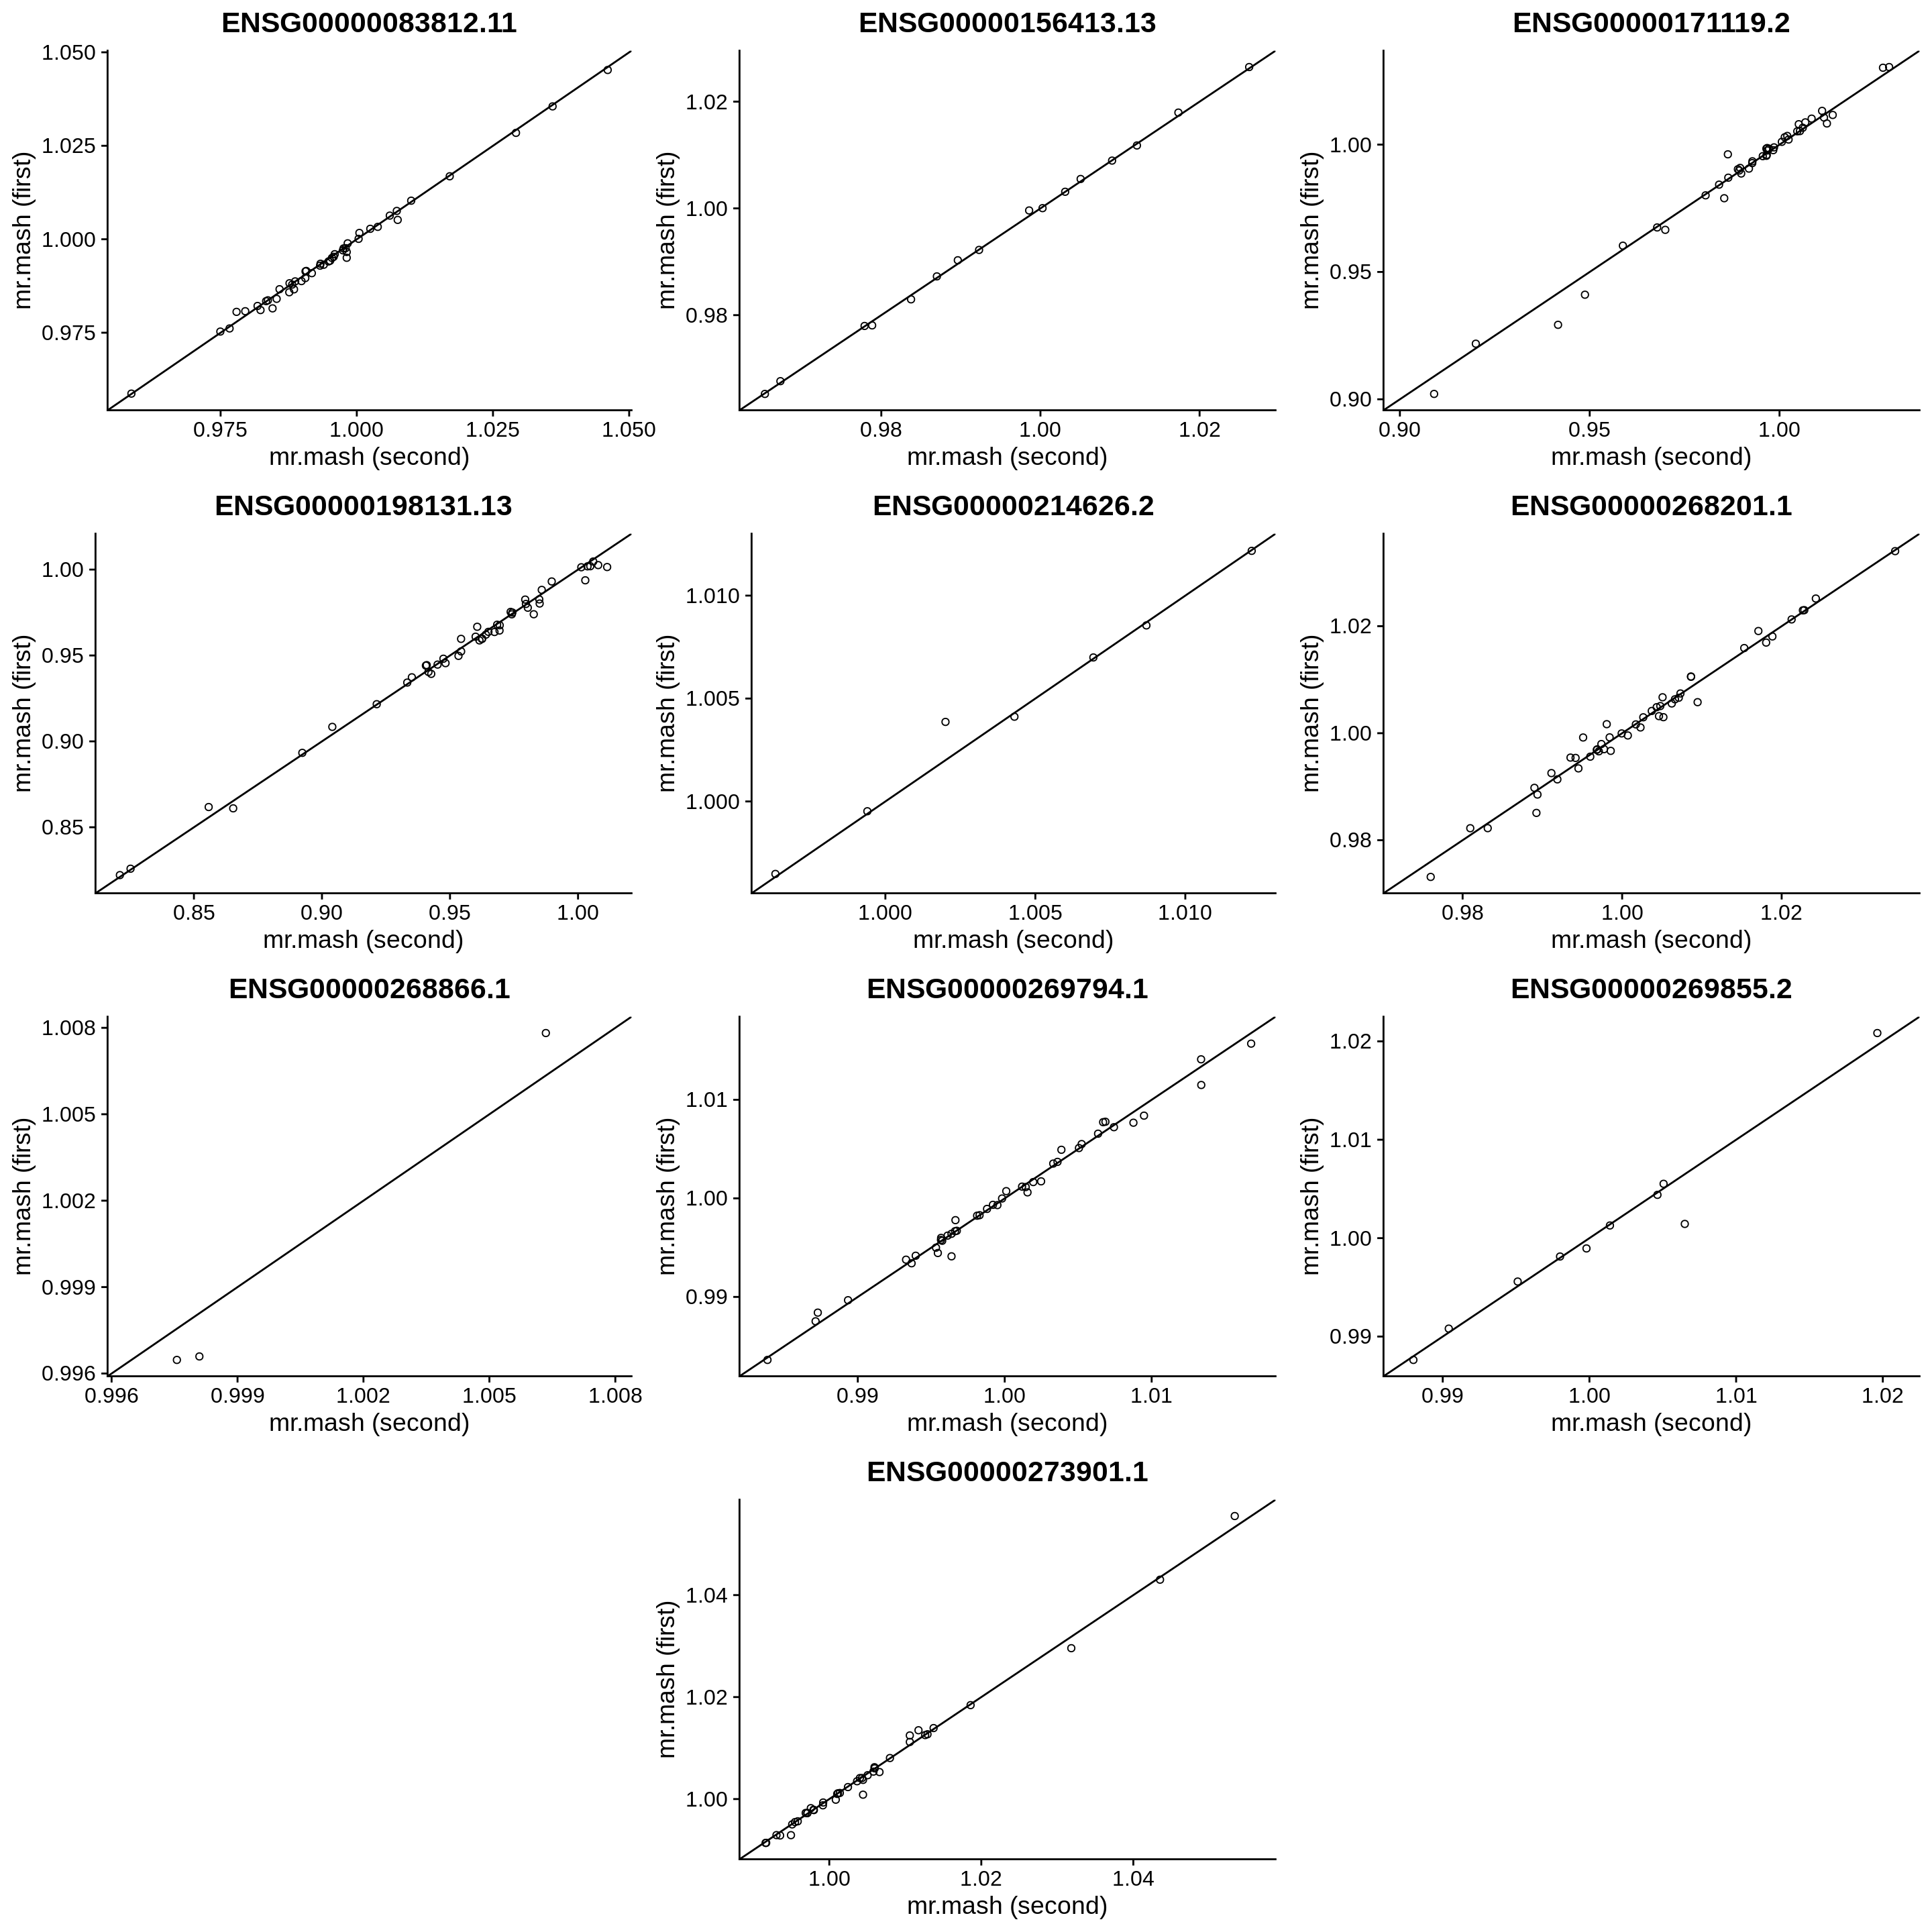 ENSG00000083812.11
1.050
1.025
1.000
0.975
mr.mash (first)
0.975 1.000 1.025 1.050
mr.mash (second)
ENSG00000156413.13
1.02
1.00
0.98
mr.mash (first)
0.98 1.00 1.02
mr.mash (second)
ENSG00000171119.2
1.00
0.95
0.90
mr.mash (first)
0.90 0.95 1.00
mr.mash (second)
ENSG00000198131.13
1.00
0.95
0.90
0.85
mr.mash (first)
0.85 0.90 0.95 1.00
mr.mash (second)
ENSG00000214626.2
1.010
1.005
1.000
mr.mash (first)
1.000 1.005 1.010
mr.mash (second)
ENSG00000268201.1
1.02
1.00
0.98
mr.mash (first)
0.98 1.00 1.02
mr.mash (second)
ENSG00000268866.1
1.008
1.005
1.002
0.999
0.996
mr.mash (first)
0.996 0.999 1.002 1.005 1.008
mr.mash (second)
ENSG00000269794.1
1.01
1.00
0.99
mr.mash (first)
0.99 1.00 1.01
mr.mash (second)
ENSG00000269855.2
1.02
1.01
1.00
0.99
mr.mash (first)
0.99 1.00 1.01 1.02
mr.mash (second)
ENSG00000273901.1
1.04
1.02
1.00
mr.mash (first)
1.00 1.02 1.04
mr.mash (second)